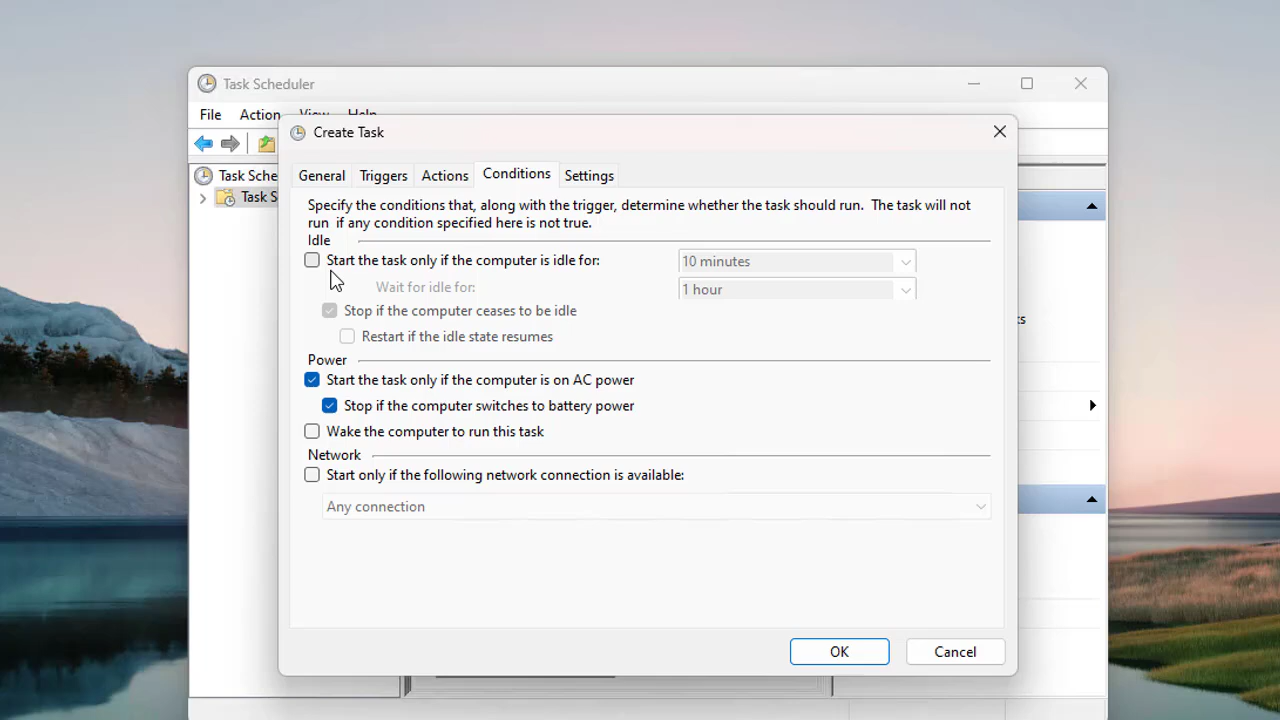 Task Scheduler
File Action View Help
Create Task
Task Sche
Task S
General Triggers Actions Conditions Settings
Specify the conditions that, along with the trigger, determine whether the task should run.  The task will not
run  if any condition specified here is not true.
Idle
Start the task only if the computer is idle for: 10 minutes
Wait for idle for: 1 hour
Stop if the computer ceases to be idle
Restart if the idle state resumes
Power
Start the task only if the computer is on AC power
Stop if the computer switches to battery power
Wake the computer to run this task
Network
Start only if the following network connection is available:
Any connection
OK Cancel